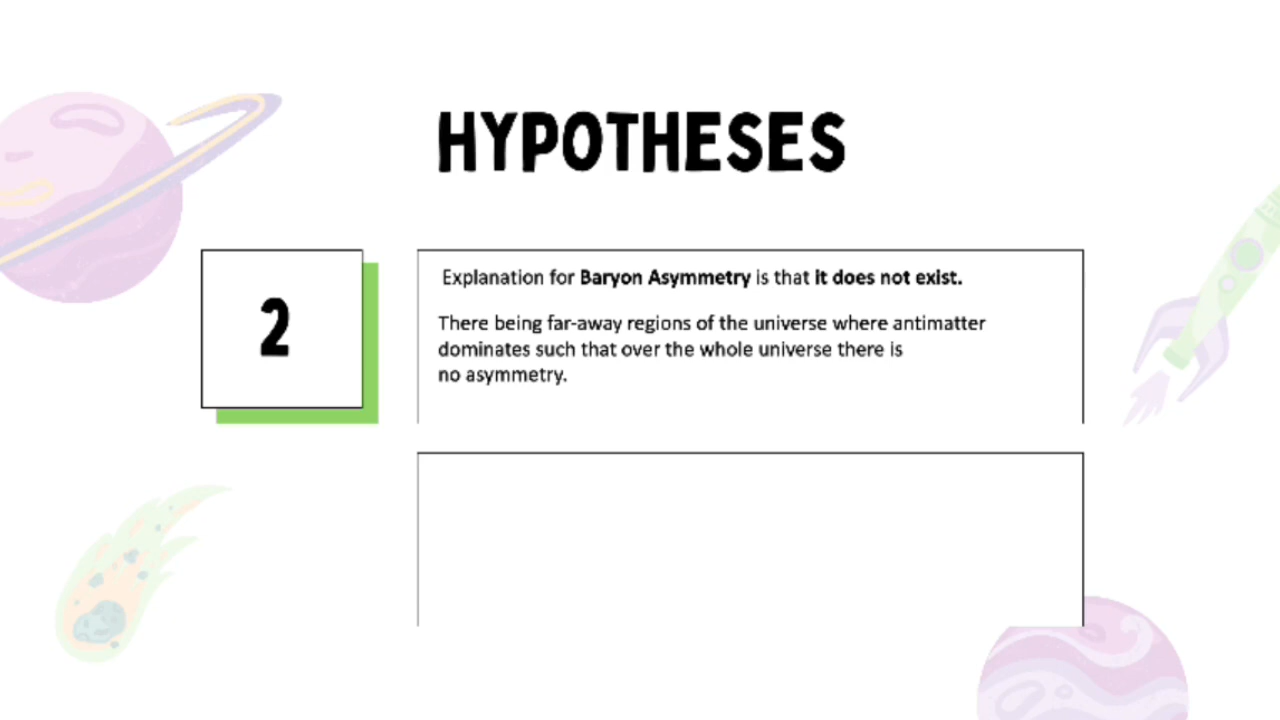 HYPOTHESES
2
Explanation for Baryon Asymmetry is that it does not exist.
There being far-away regions of the universe where antimatter
dominates such that over the whole universe there is
no asymmetry.